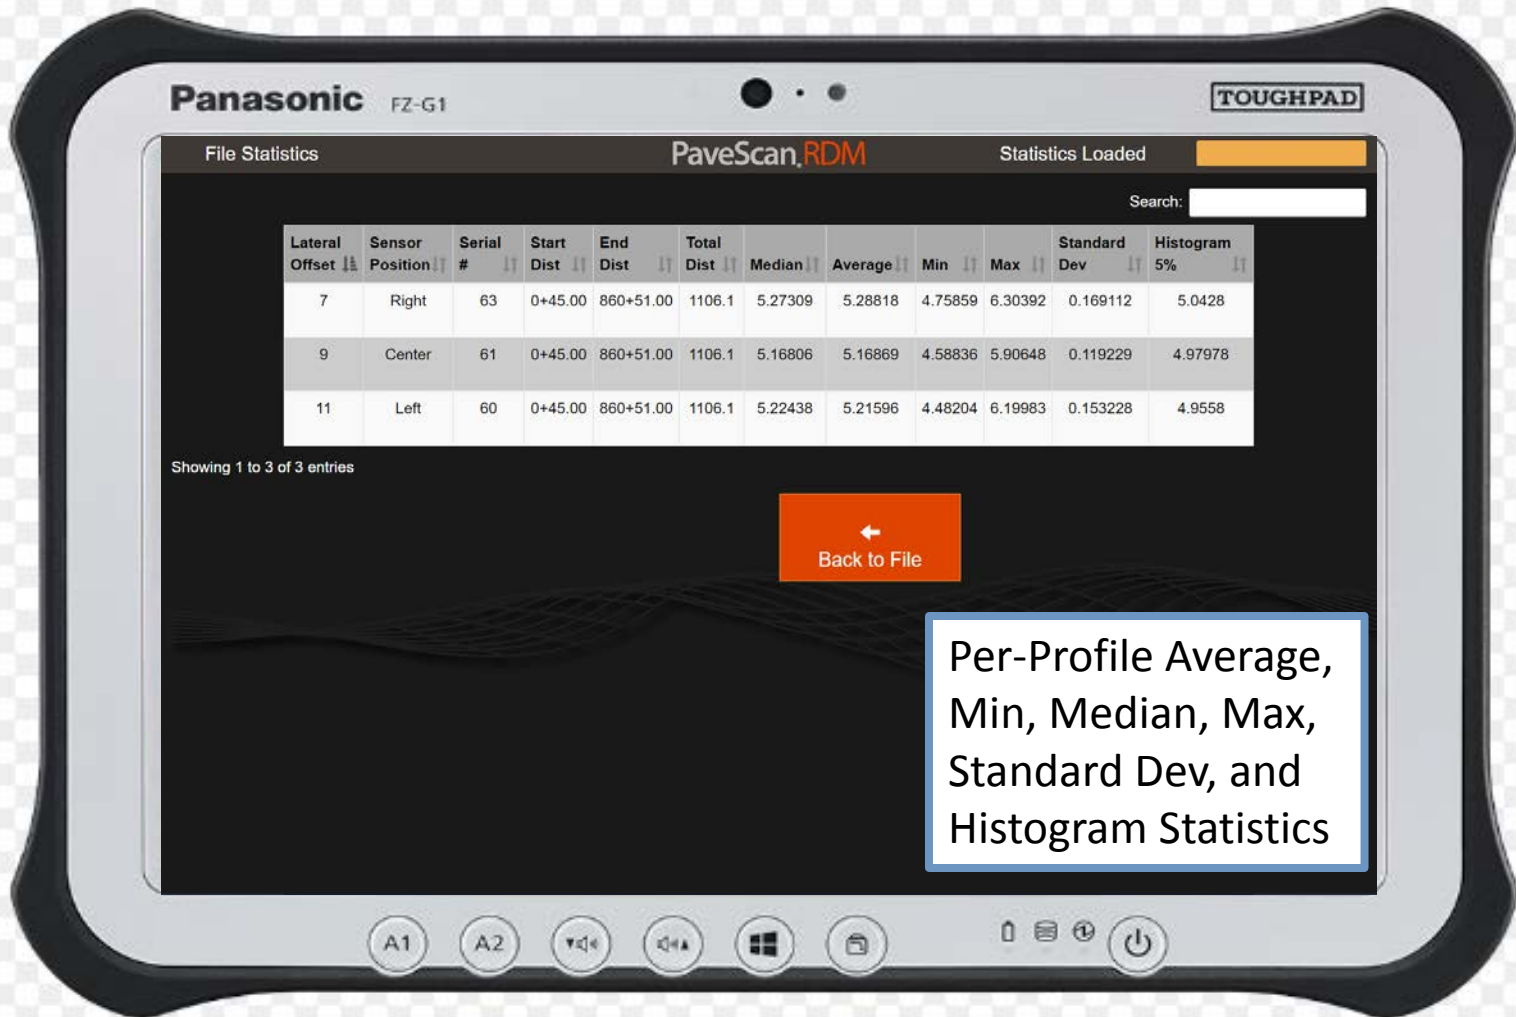 Panasonic FZ-G1 TOUGHPAD
File Statistics PaveScan.RDM Statistics Loaded
Search:
Lateral Offset Sensor Position Serial # Start Dist End Dist Total Dist Median Average Min Max Standard Dev Histogram 5%
7 Right 63 0+45.00 860+51.00 1106.1 5.27309 5.28818 4.75859 6.30392 0.169112 5.0428
9 Center 61 0+45.00 860+51.00 1106.1 5.16806 5.16869 4.58836 5.90648 0.119229 4.97978
11 Left 60 0+45.00 860+51.00 1106.1 5.22438 5.21596 4.48204 6.19983 0.153228 4.9558
Showing 1 to 3 of 3 entries
Back to File
Per-Profile Average,
Min, Median, Max,
Standard Dev, and
Histogram Statistics
A1 A2